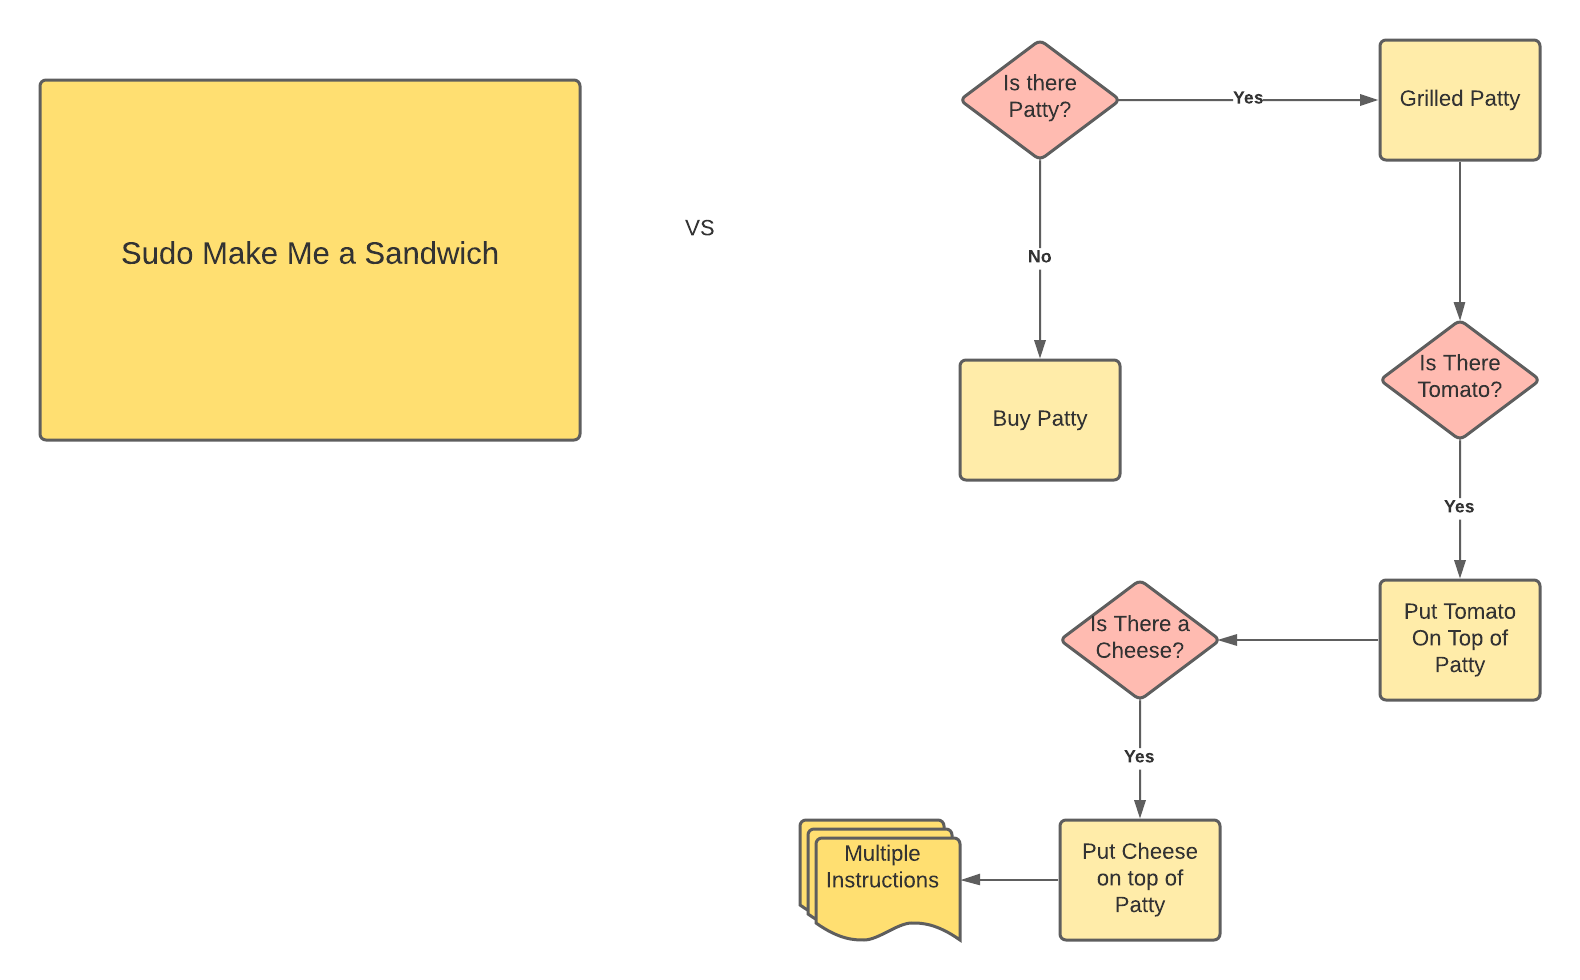 Sudo Make Me a Sandwich
VS
Is there
Patty?
Yes
Grilled Patty
No
Buy Patty
Is There
Tomato?
Yes
Put Tomato
On Top of
Patty
Is There a
Cheese?
Yes
Put Cheese
on top of
Patty
Multiple
Instructions